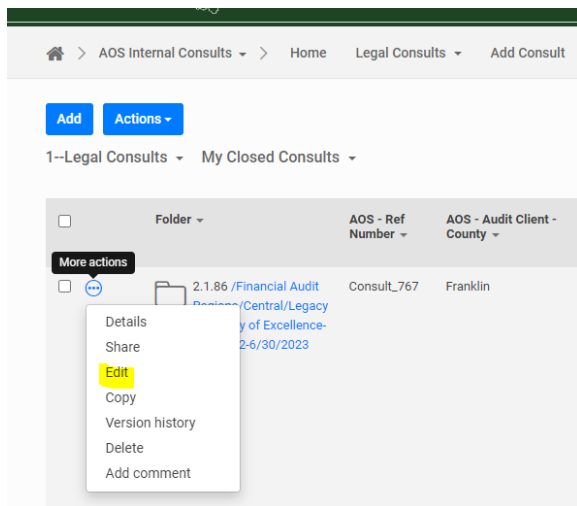 AOS Internal Consults
Home
Legal Consults
Add Consult
Add
Actions
1--Legal Consults
My Closed Consults
Folder
AOS - Ref
Number
AOS - Audit Client -
County
More actions
2.1.86 /Financial Audit
/Central/Legacy
y of Excellence-
2-6/30/2023
Consult_767
Franklin
Details
Share
Edit
Copy
Version history
Delete
Add comment